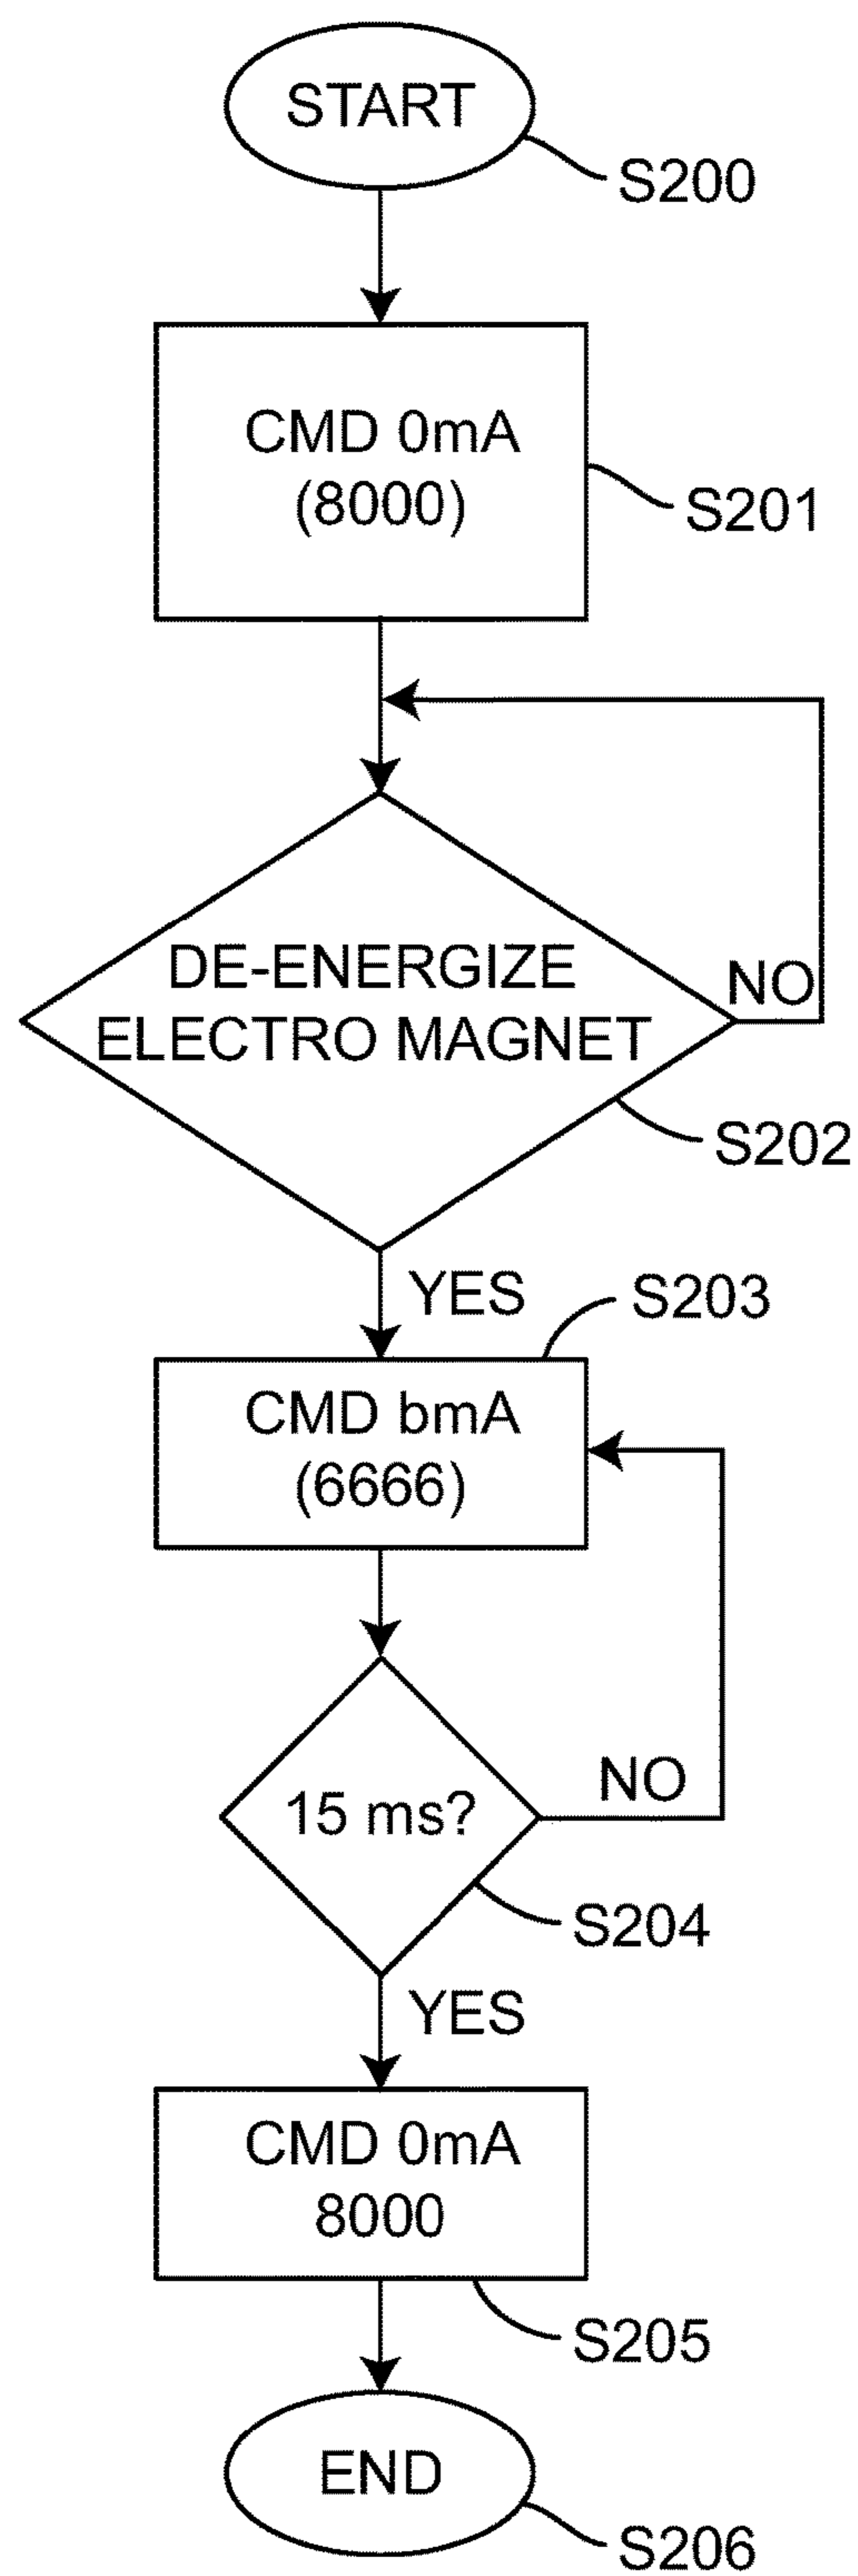 START
S200
CMD 0mA
(8000)
S201
DE-ENERGIZE
ELECTRO MAGNET
NO
S202
YES
S203
CMD bmA
(6666)
15 ms?
NO
S204
YES
CMD 0mA
8000
S205
END
S206